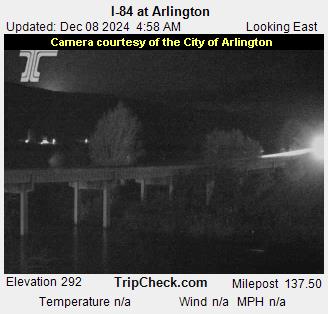 I-84 at Arlington
Updated: Dec 08 2024 4:58 AM Looking East
Camera courtesy of the City of Arlington
Elevation 292 TripCheck.com Milepost 137.50
Temperature n/a Wind n/a MPH n/a